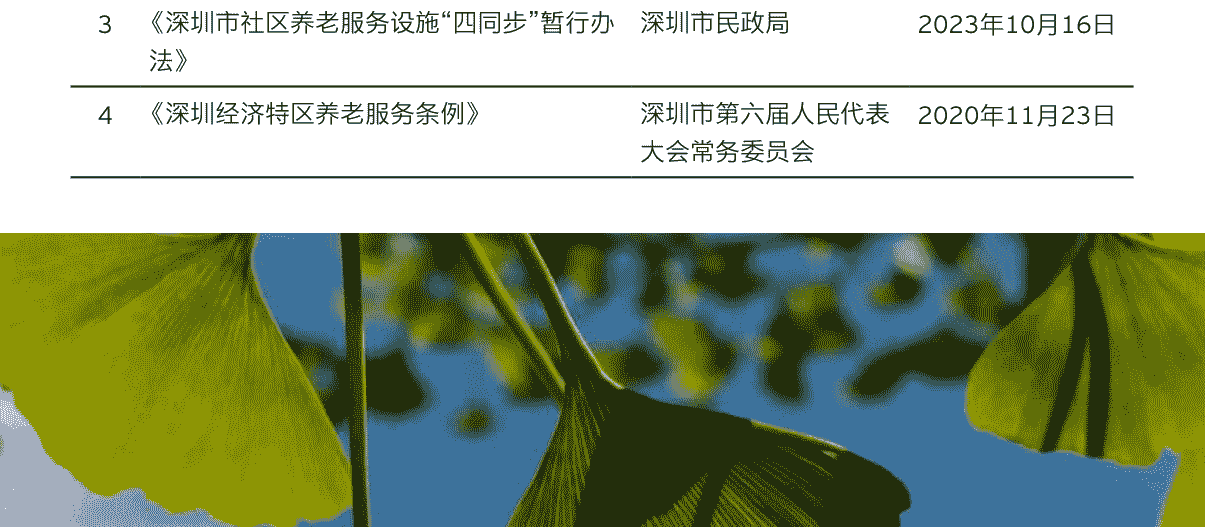 3 《深圳市社区养老服务设施“四同步”暂行办 深圳市民政局 2023年10月16日
法》
4 《深圳经济特区养老服务条例》 深圳市第六届人民代表 2020年11月23日
大会常务委员会